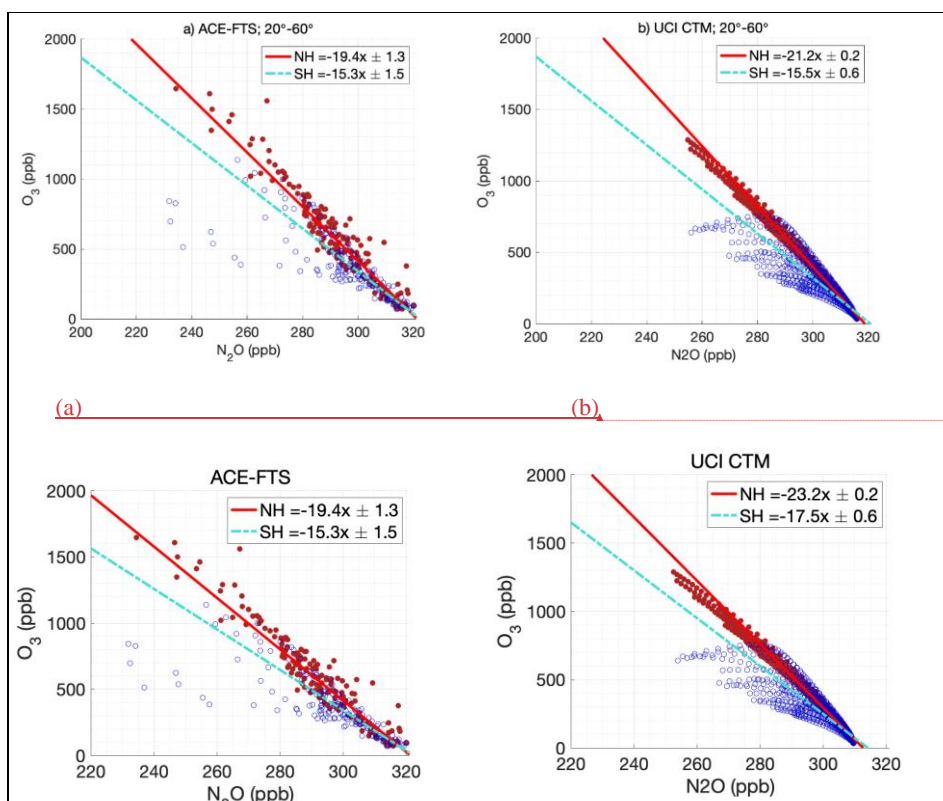 a) ACE-FTS; 20°-60°
NH =-19.4x ± 1.3
SH =-15.3x ± 1.5
2000
1500
1000
500
0
O₃ (ppb)
200 220 240 260 280 300 320
N₂O (ppb)
b) UCI CTM; 20°-60°
NH =-21.2x ± 0.2
SH =-15.5x ± 0.6
2000
1500
1000
500
0
O₃ (ppb)
200 220 240 260 280 300 320
N2O (ppb)
(a) (b)
ACE-FTS
NH =-19.4x ± 1.3
SH =-15.3x ± 1.5
2000
1500
1000
500
0
O₃ (ppb)
220 240 260 280 300 320
N₂O (ppb)
UCI CTM
NH =-23.2x ± 0.2
SH =-17.5x ± 0.6
2000
1500
1000
500
0
O₃ (ppb)
220 240 260 280 300 320
N2O (ppb)